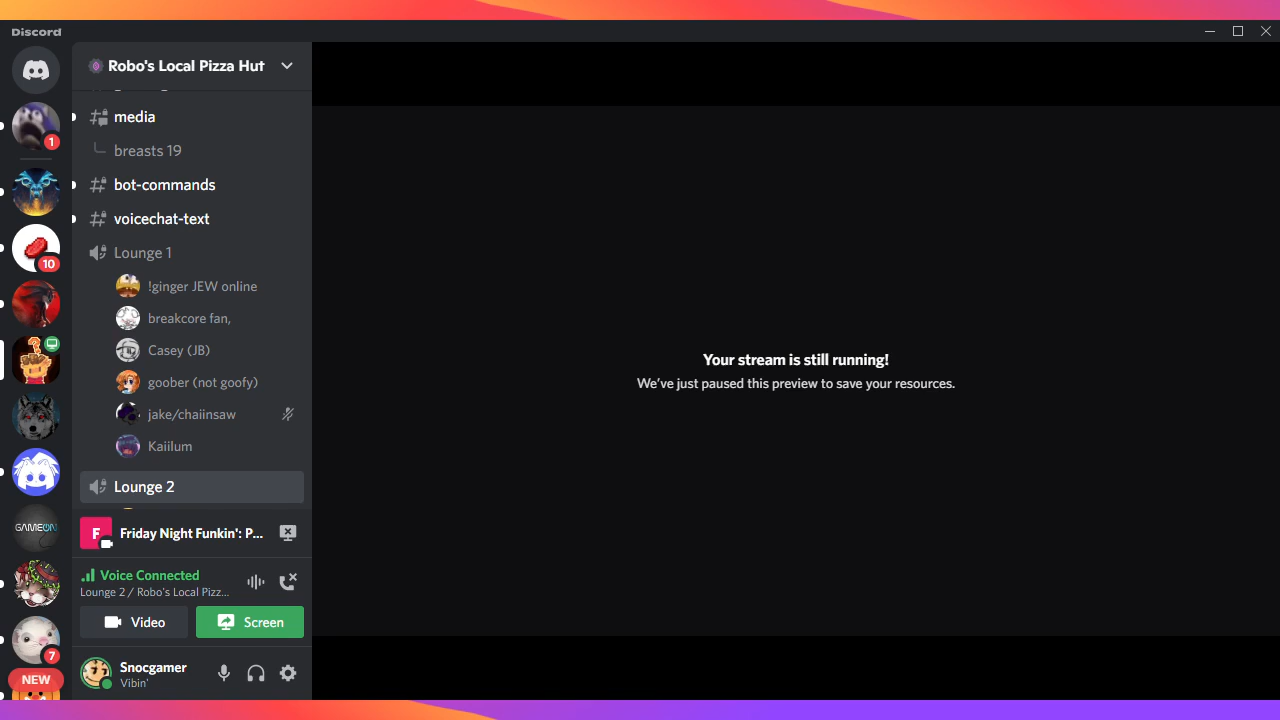 Discord
Robo's Local Pizza Hut
media
breasts 19
bot-commands
voicechat-text
Lounge 1
!ginger JEW online
breakcore fan,
Casey (JB)
goober (not goofy)
jake/chaiinsaw
Kaiilum
Lounge 2
F
Friday Night Funkin': P...
Voice Connected
Lounge 2 / Robo's Local Pizz...
Video
Screen
Snocgamer
Vibin'
1
10
GAMEON
7
NEW
Your stream is still running!
We've just paused this preview to save your resources.